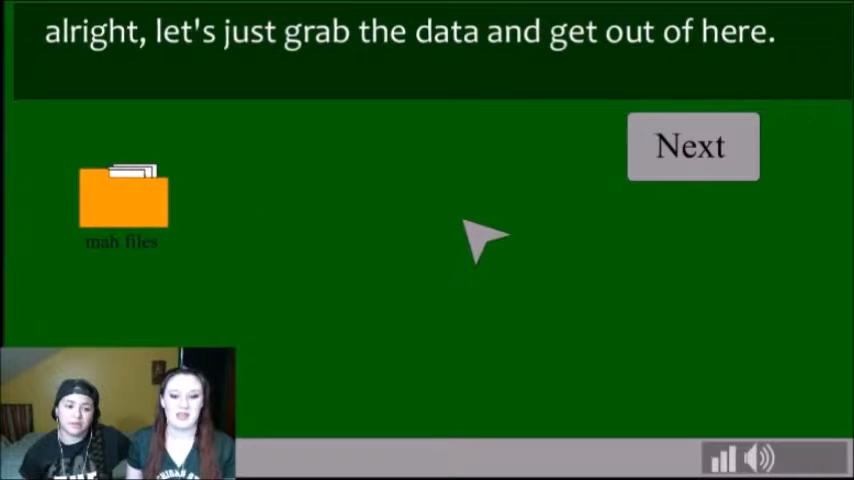 alright, let's just grab the data and get out of here.
Next
mah files